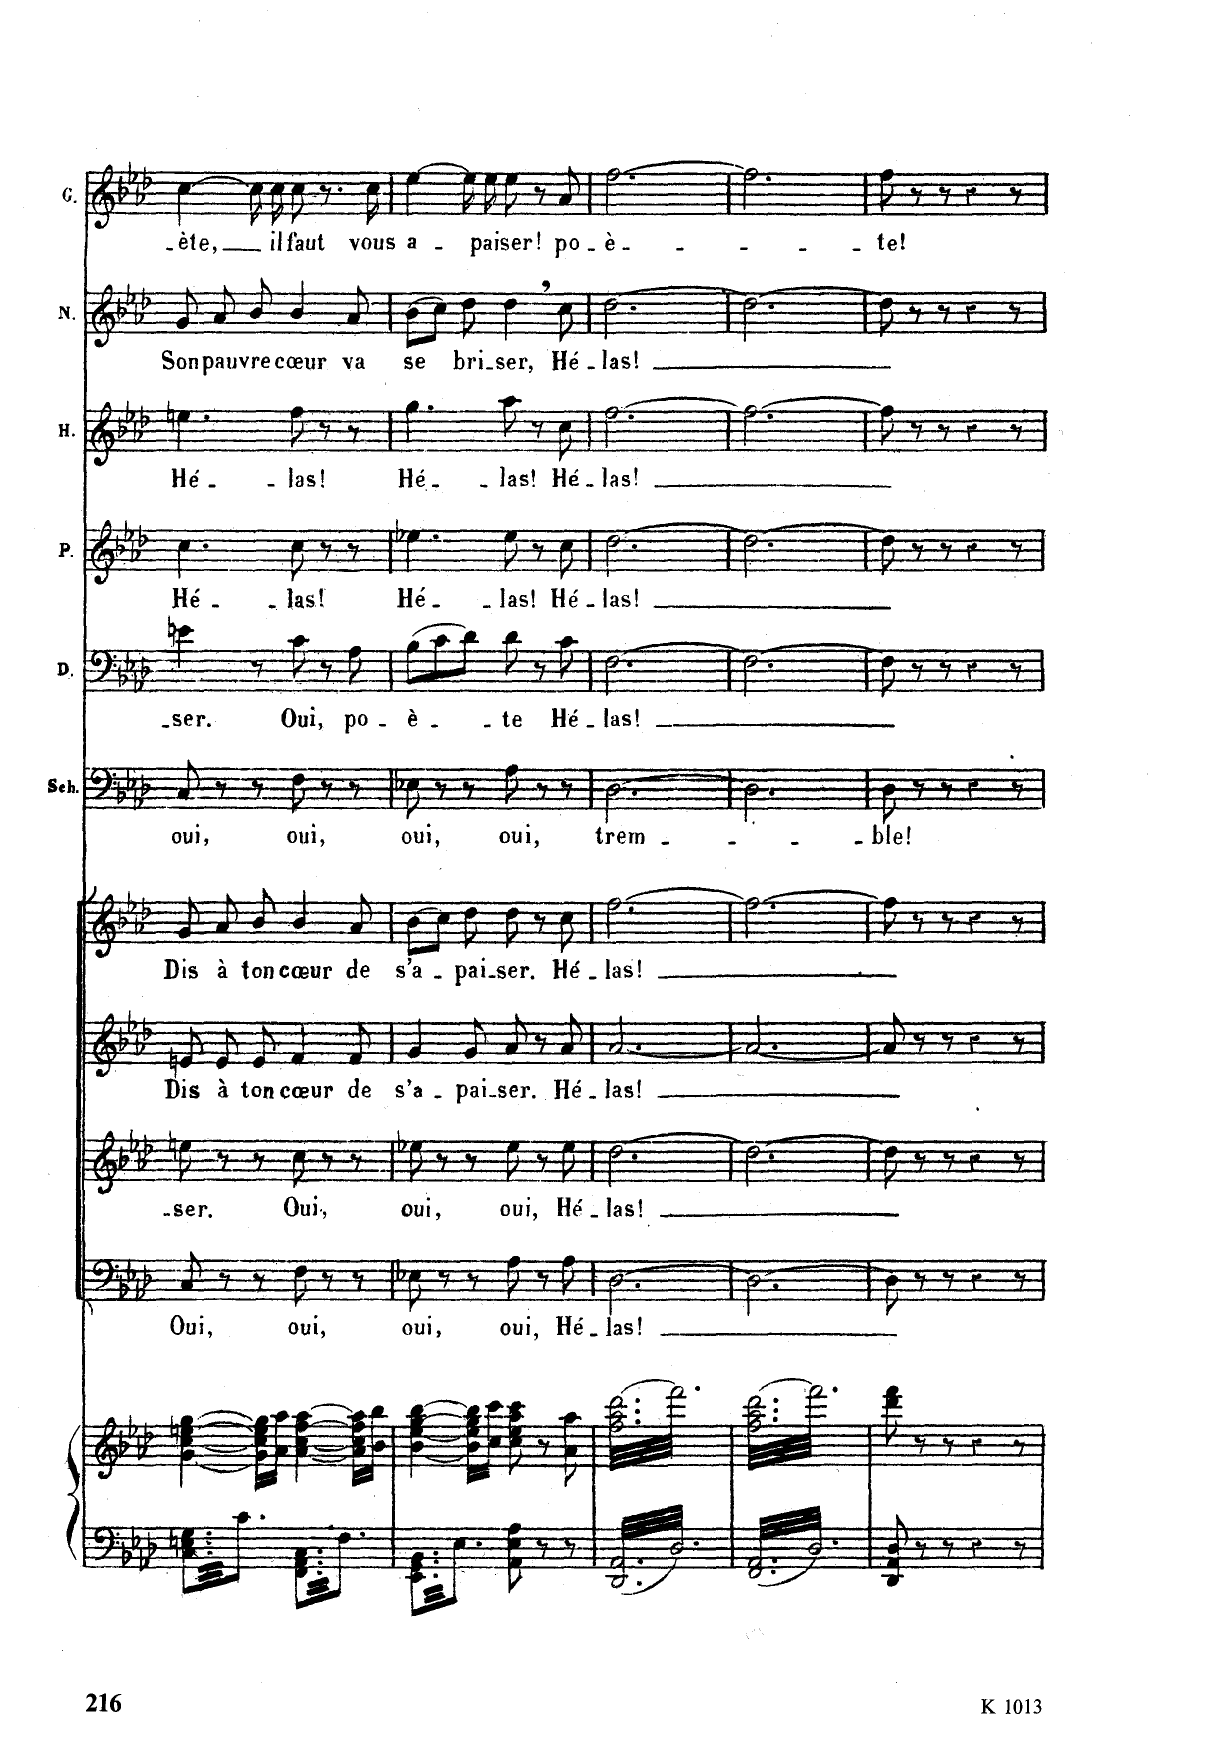 G.
-ète, il faut vous a - paiser! po - è - - - - te!
N.
Son pauvre cœur va se bri - ser, Hé - las!
H.
Hé - - las! Hé - - las! Hé - las!
P.
Hé - - las! Hé - - las! Hé - las!
D.
-ser. Oui, po - è - - te Hé - las!
Sch.
oui, oui, oui, oui, trem - - - - ble!
Dis à ton cœur de s'a - pai - ser. Hé - las!
Dis à ton cœur de s'a - pai - ser. Hé - las!
-ser. Oui, oui, oui, Hé - las!
Oui, oui, oui, oui, Hé - las!
216 K 1013